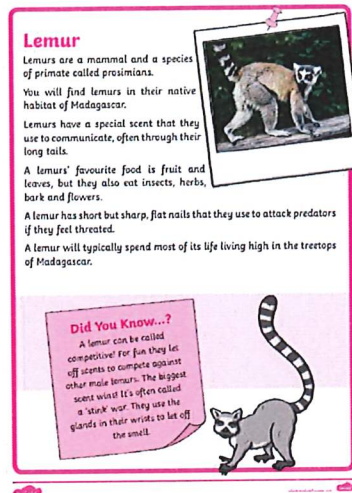 Lemur
Lemurs are a mammal and a species
of primate called prosimians.
You will find lemurs in their native
habitat of Madagascar.
Lemurs have a special scent that they
use to communicate, often through their
long tails.
A lemurs' favourite food is fruit and
leaves, but they also eat insects, herbs,
bark and flowers.
A lemur has short but sharp, flat nails that they use to attack predators
if they feel threated.
A lemur will typically spend most of its life living high in the treetops
of Madagascar.
Did You Know...?
A lemur can be called
competitive! For fun they let
off scents to compete against
other male lemurs. The biggest
scent wins! It's often called
a 'stink' war. They use the
glands in their wrists to let off
the smell.